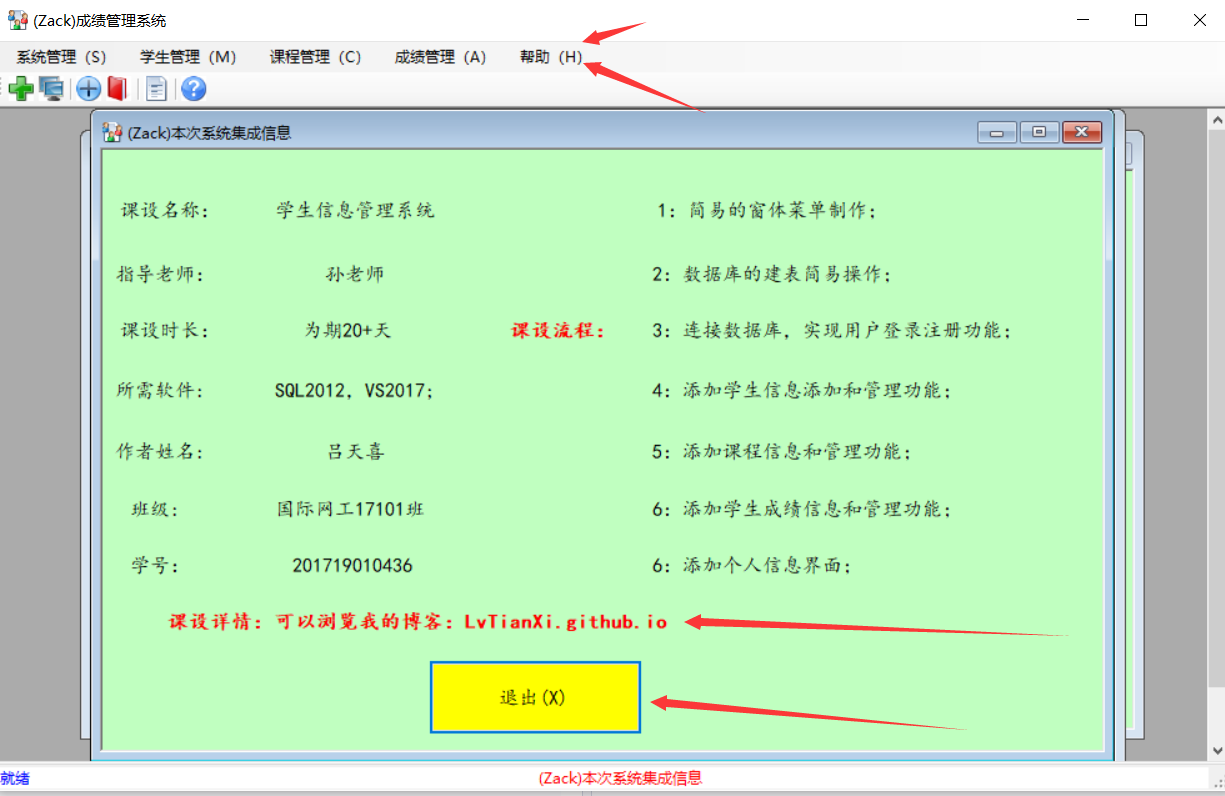 (Zack)成绩管理系统
系统管理（S） 学生管理（M） 课程管理（C） 成绩管理（A） 帮助（H）
(Zack)本次系统集成信息
课设名称： 学生信息管理系统 1：简易的窗体菜单制作；
指导老师： 孙老师 2：数据库的建表简易操作；
课设时长： 为期20+天 课设流程： 3：连接数据库，实现用户登录注册功能；
所需软件： SQL2012，VS2017； 4：添加学生信息添加和管理功能；
作者姓名： 吕天喜 5：添加课程信息和管理功能；
班级： 国际网工17101班 6：添加学生成绩信息和管理功能；
学号： 201719010436 6：添加个人信息界面；
课设详情：可以浏览我的博客：LvTianXi.github.io
退出(X)
就绪 (Zack)本次系统集成信息